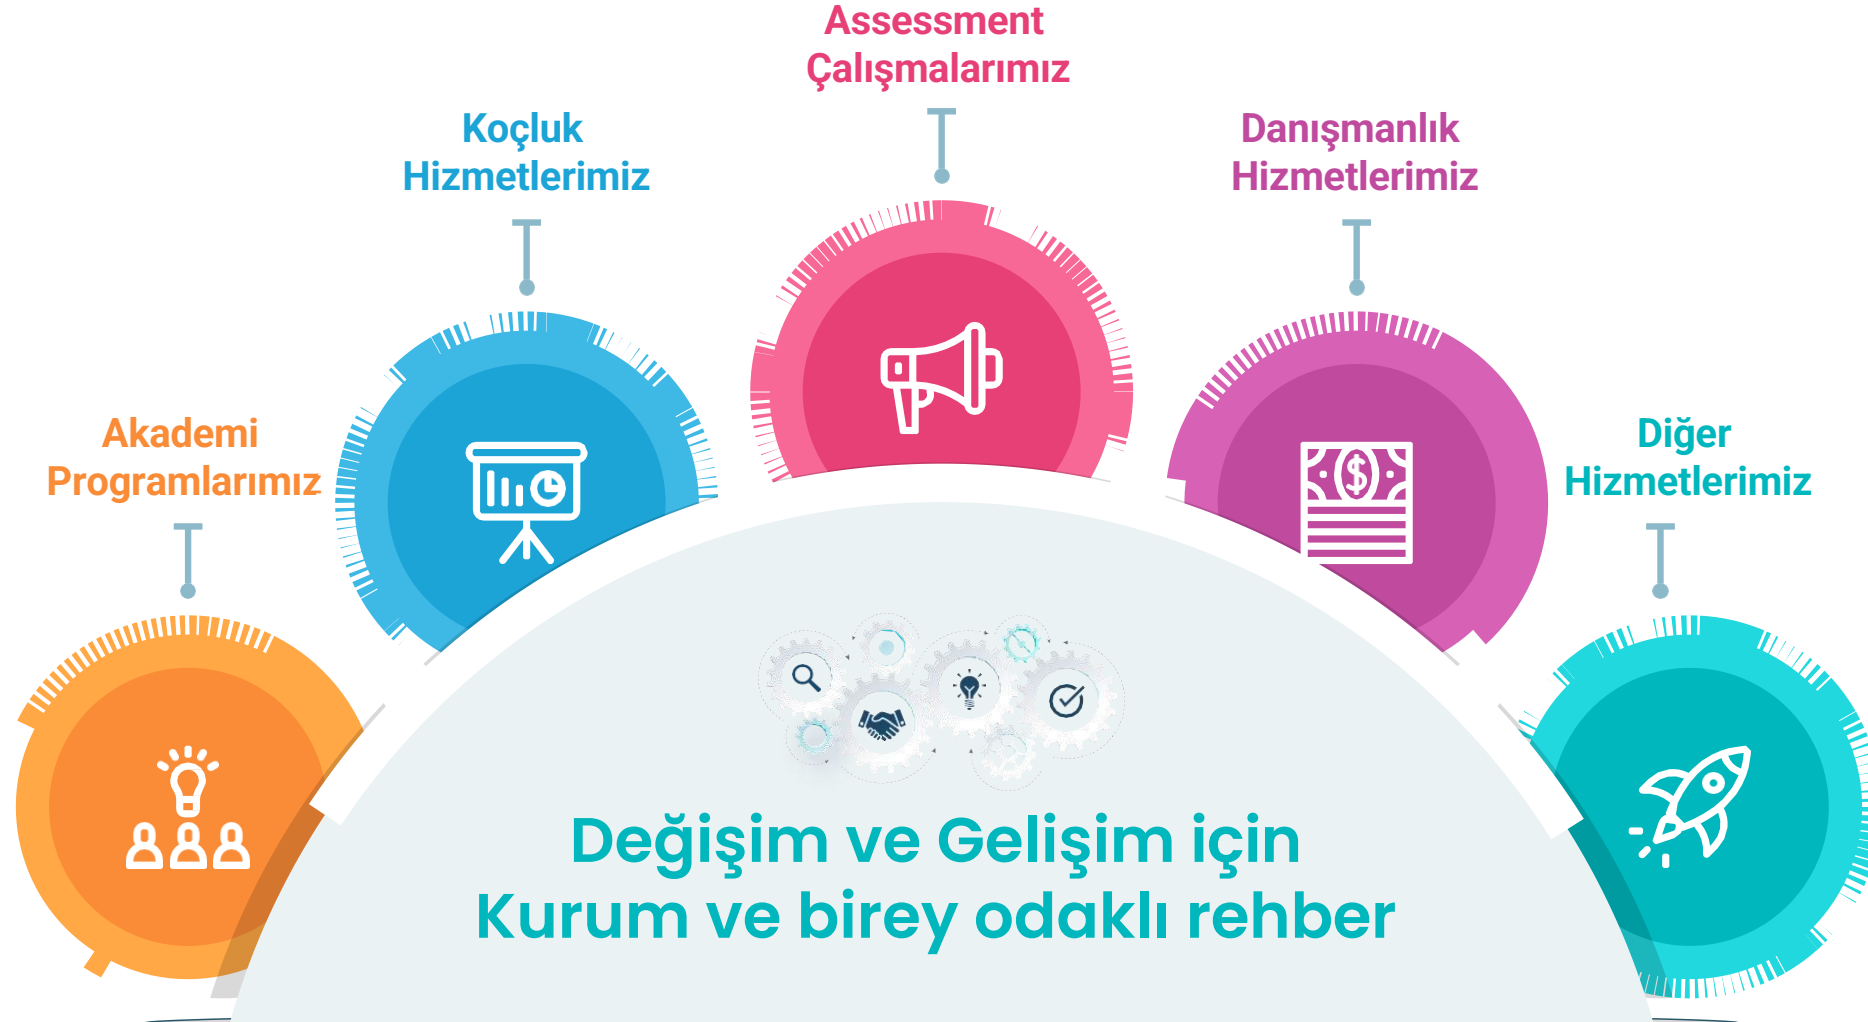 Assessment
Çalışmalarımız
Koçluk
Hizmetlerimiz
Danışmanlık
Hizmetlerimiz
Akademi
Programlarımız
Diğer
Hizmetlerimiz
Değişim ve Gelişim için
Kurum ve birey odaklı rehber